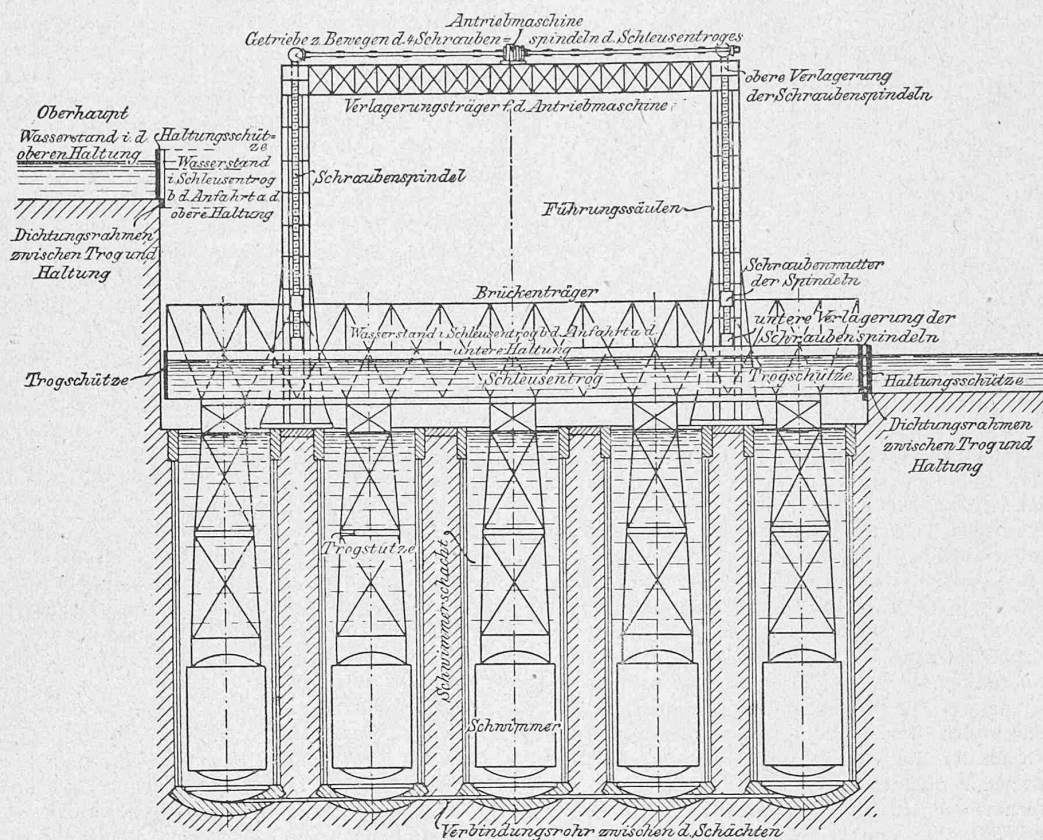 Antriebmaschine
Getriebe z. Bewegen d. 4 Schrauben= spindeln d. Schleusentroges
obere Verlagerung
der Schraubenspindeln
Verlagerungsträger f. d. Antriebmaschine
Oberhaupt
Wasserstand i. d.
oberen Haltung
Haltungsschüt=
ze
Wasserstand
i. Schleusentrog
b. d. Anfahrt a. d.
obere Haltung
Schraubenspindel
Führungssäulen
Dichtungsrahmen
zwischen Trog und
Haltung
Schraubenmutter
der Spindeln
Brückenträger
untere Verlagerung der
Schraubenspindeln
Wasserstand i. Schleusentrog b. d. Anfahrt a. d.
untere Haltung
Trogschütze
Schleusentrog
Trogschütze
Haltungsschütze
Dichtungsrahmen
zwischen Trog und
Haltung
Trogstütze
Schwimmerschacht
Schwimmer
Verbindungsrohr zwischen d. Schächten